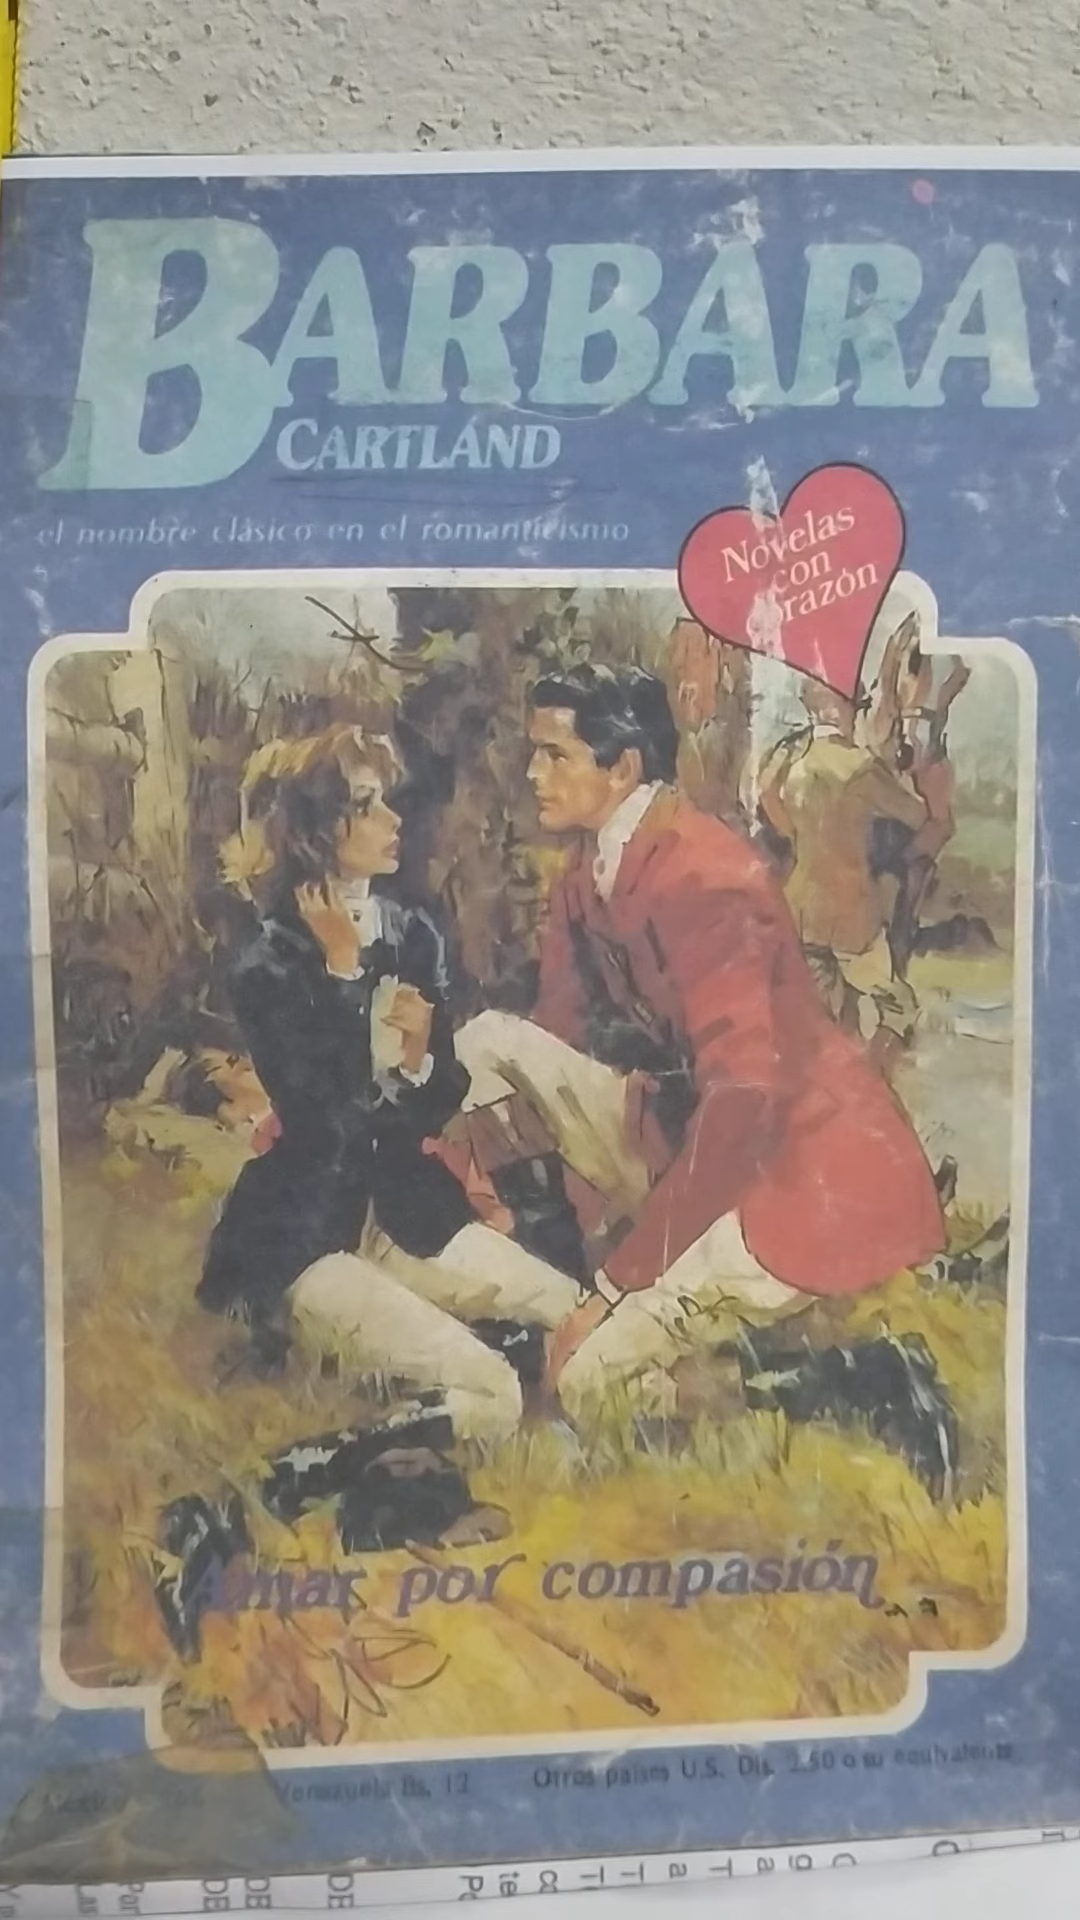 BARBARA
CARTLAND
el nombre clásico en el romanticismo
Novelas
con
corazón
Amar por compasión
Venezuela Bs. 12
Otros países U.S. Dls. 2.50 o su equivalente